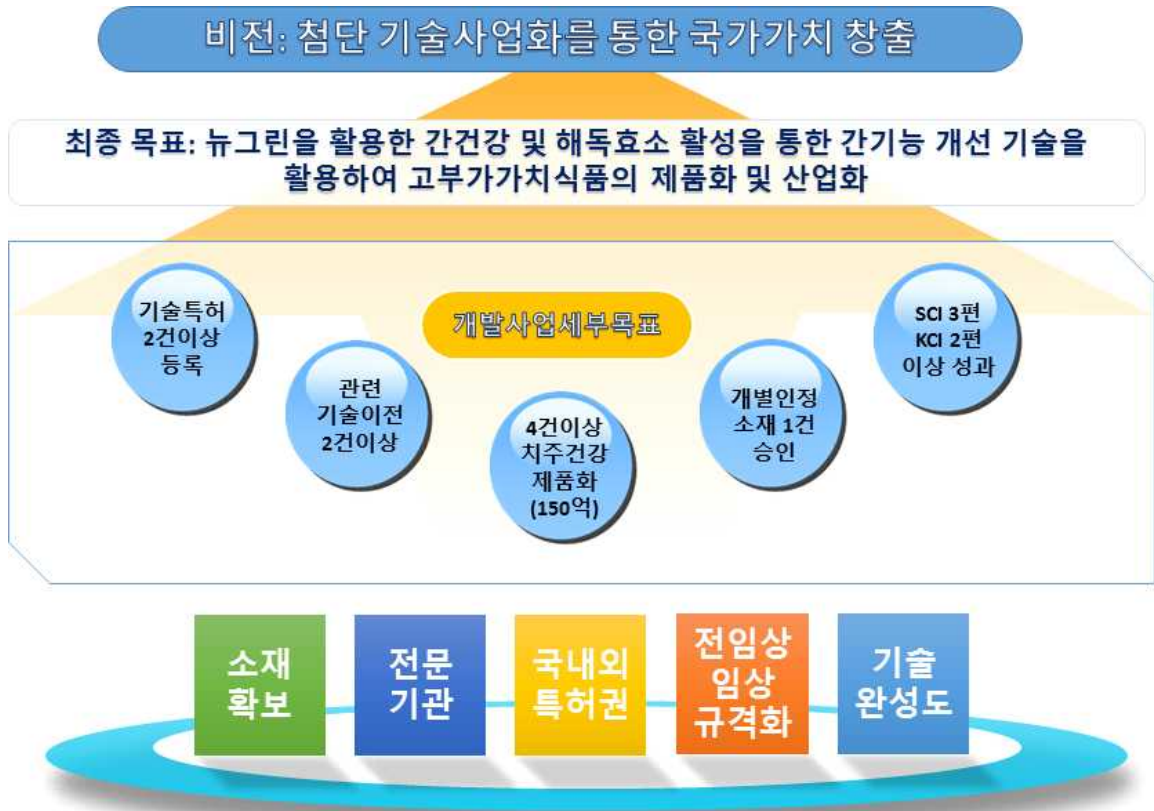 비전: 첨단 기술사업화를 통한 국가가치 창출
최종 목표: 뉴그린을 활용한 간건강 및 해독효소 활성을 통한 간기능 개선 기술을
활용하여 고부가가치식품의 제품화 및 산업화
개발사업세부목표
기술특허
2건이상
등록
관련
기술이전
2건이상
4건이상
치주건강
제품화
(150억)
개별인정
소재 1건
승인
SCI 3편
KCI 2편
이상 성과
소재
확보
전문
기관
국내외
특허권
전임상
임상
규격화
기술
완성도